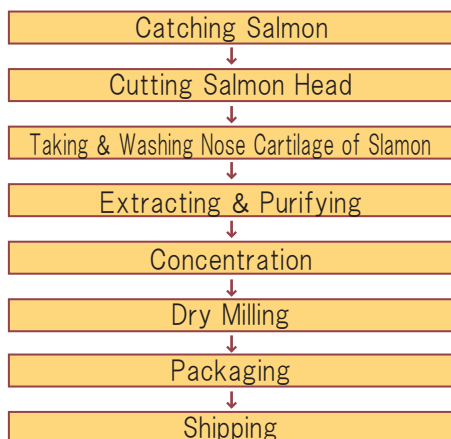 Catching Salmon
↓
Cutting Salmon Head
↓
Taking & Washing Nose Cartilage of Slamon
↓
Extracting & Purifying
↓
Concentration
↓
Dry Milling
↓
Packaging
↓
Shipping